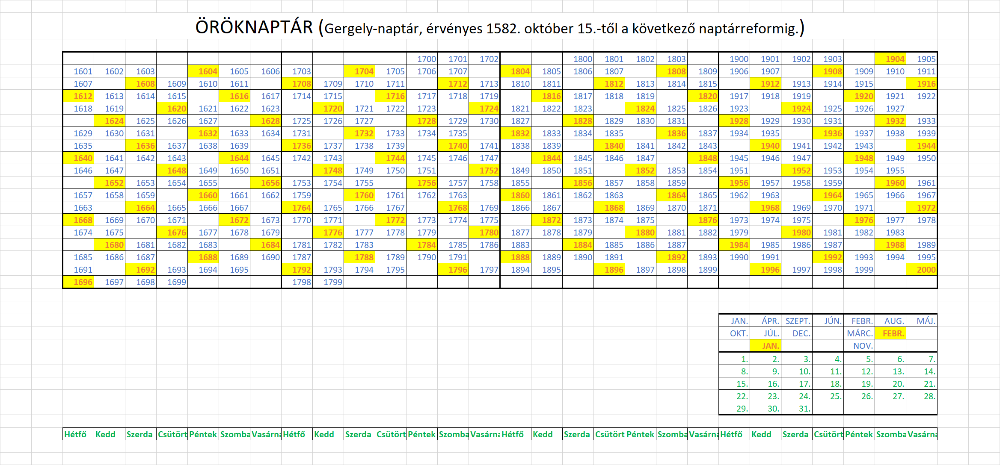 ÖRÖKNAPTÁR (Gergely-naptár, érvényes 1582. október 15.-től a következő naptárreformig.)
1700 1701 1702 1800 1801 1802 1803 1900 1901 1902 1903 1904 1905
1601 1602 1603 1604 1605 1606 1703 1704 1705 1706 1707 1804 1805 1806 1807 1808 1809 1906 1907 1908 1909 1910 1911
1607 1608 1609 1610 1611 1708 1709 1710 1711 1712 1713 1810 1811 1812 1813 1814 1815 1912 1913 1914 1915 1916
1612 1613 1614 1615 1616 1617 1714 1715 1716 1717 1718 1719 1816 1817 1818 1819 1820 1917 1918 1919 1920 1921 1922
1618 1619 1620 1621 1622 1623 1720 1721 1722 1723 1724 1821 1822 1823 1824 1825 1826 1923 1924 1925 1926 1927
1624 1625 1626 1627 1628 1725 1726 1727 1728 1729 1730 1827 1828 1829 1830 1831 1928 1929 1930 1931 1932 1933
1629 1630 1631 1632 1633 1634 1731 1732 1733 1734 1735 1832 1833 1834 1835 1836 1837 1934 1935 1936 1937 1938 1939
1635 1636 1637 1638 1639 1736 1737 1738 1739 1740 1741 1838 1839 1840 1841 1842 1843 1940 1941 1942 1943 1944
1640 1641 1642 1643 1644 1645 1742 1743 1744 1745 1746 1747 1844 1845 1846 1847 1848 1945 1946 1947 1948 1949 1950
1646 1647 1648 1649 1650 1651 1748 1749 1750 1751 1752 1849 1850 1851 1852 1853 1854 1951 1952 1953 1954 1955
1652 1653 1654 1655 1656 1753 1754 1755 1756 1757 1758 1855 1856 1857 1858 1859 1956 1957 1958 1959 1960 1961
1657 1658 1659 1660 1661 1662 1759 1760 1761 1762 1763 1860 1861 1862 1863 1864 1865 1962 1963 1964 1965 1966 1967
1663 1664 1665 1666 1667 1764 1765 1766 1767 1768 1769 1866 1867 1868 1869 1870 1871 1968 1969 1970 1971 1972
1668 1669 1670 1671 1672 1673 1770 1771 1772 1773 1774 1775 1872 1873 1874 1875 1876 1973 1974 1975 1976 1977 1978
1674 1675 1676 1677 1678 1679 1776 1777 1778 1779 1780 1877 1878 1879 1880 1881 1882 1979 1980 1981 1982 1983
1680 1681 1682 1683 1684 1781 1782 1783 1784 1785 1786 1883 1884 1885 1886 1887 1984 1985 1986 1987 1988 1989
1685 1686 1687 1688 1689 1690 1787 1788 1789 1790 1791 1888 1889 1890 1891 1892 1893 1990 1991 1992 1993 1994 1995
1691 1692 1693 1694 1695 1792 1793 1794 1795 1796 1797 1894 1895 1896 1897 1898 1899 1996 1997 1998 1999 2000
1696 1697 1698 1699 1798 1799
JAN. ÁPR. SZEPT. JÚN. FEBR. AUG. MÁJ.
OKT. JÚL. DEC. MÁRC. FEBR.
JAN. NOV.
1. 2. 3. 4. 5. 6. 7.
8. 9. 10. 11. 12. 13. 14.
15. 16. 17. 18. 19. 20. 21.
22. 23. 24. 25. 26. 27. 28.
29. 30. 31.
Hétfő Kedd Szerda Csütört Péntek Szomba Vasárna Hétfő Kedd Szerda Csütört Péntek Szomba Vasárna Hétfő Kedd Szerda Csütört Péntek Szomba Vasárna Hétfő Kedd Szerda Csütört Péntek Szomba Vasárna